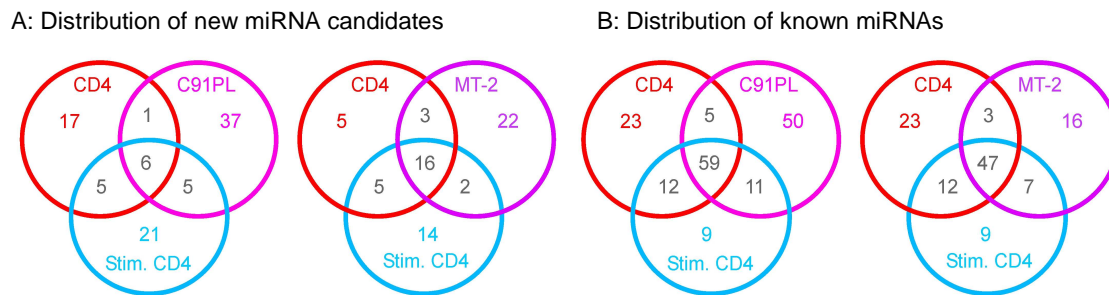 A: Distribution of new miRNA candidates
B: Distribution of known miRNAs
CD4
C91PL
17
1
37
6
5
5
21
Stim. CD4
CD4
MT-2
5
3
22
16
5
2
14
Stim. CD4
CD4
C91PL
23
5
50
59
12
11
9
Stim. CD4
CD4
MT-2
23
3
16
47
12
7
9
Stim. CD4